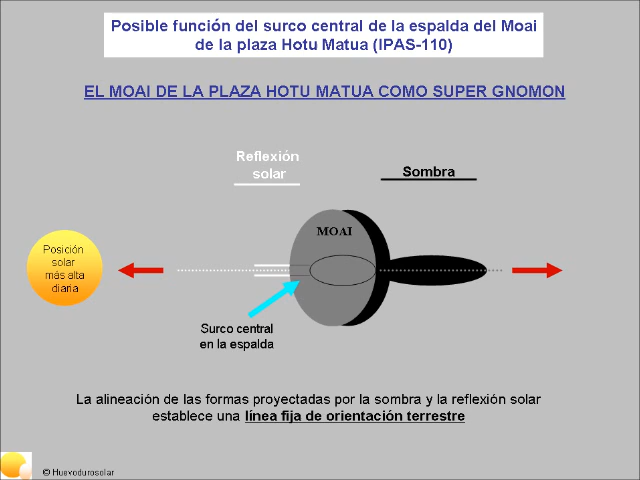 Posible función del surco central de la espalda del Moai
de la plaza Hotu Matua (IPAS-110)
EL MOAI DE LA PLAZA HOTU MATUA COMO SUPER GNOMON
Reflexión
solar
Sombra
MOAI
Posición
solar
más alta
diaria
Surco central
en la espalda
La alineación de las formas proyectadas por la sombra y la reflexión solar
establece una línea fija de orientación terrestre
© Huevodurosolar